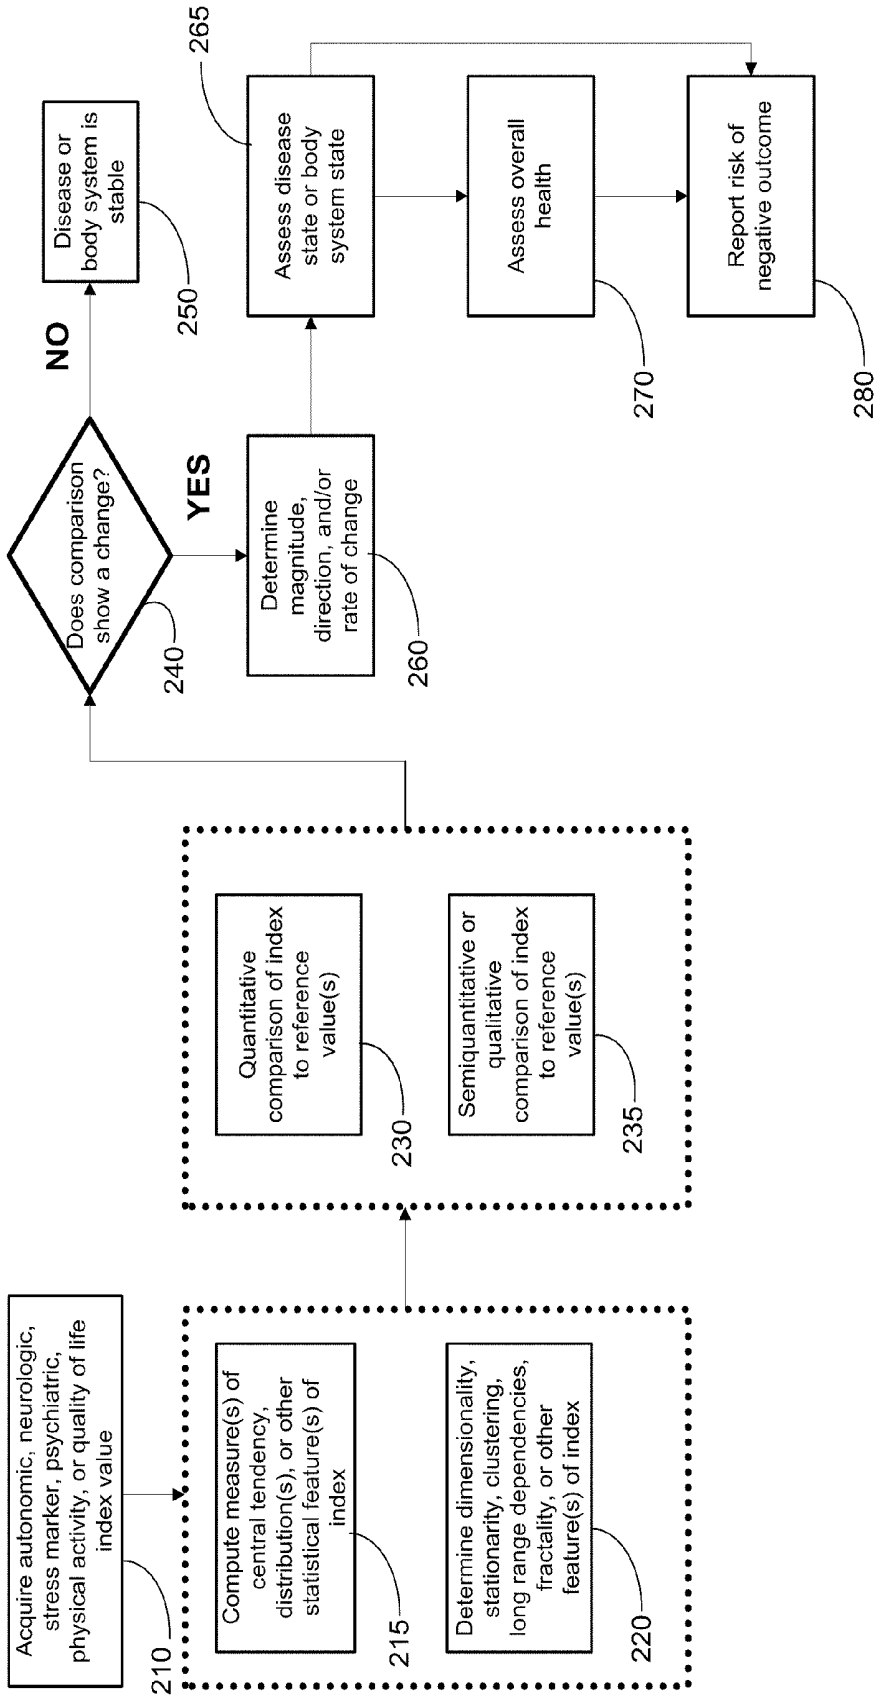 Acquire autonomic, neurologic,
stress marker, psychiatric,
physical activity, or quality of life
index value
210
Compute measure(s) of
central tendency,
distribution(s), or other
statistical feature(s) of
index
215
Determine dimensionality,
stationarity, clustering,
long range dependencies,
fractality, or other
feature(s) of index
220
Quantitative
comparison of index
to reference
value(s)
230
Semiquantitative or
qualitative
comparison of index
to reference
value(s)
235
Does comparison
show a change?
240
NO
Disease or
body system is
stable
250
YES
Determine
magnitude,
direction, and/or
rate of change
260
Assess disease
state or body
system state
265
Assess overall
health
270
Report risk of
negative outcome
280